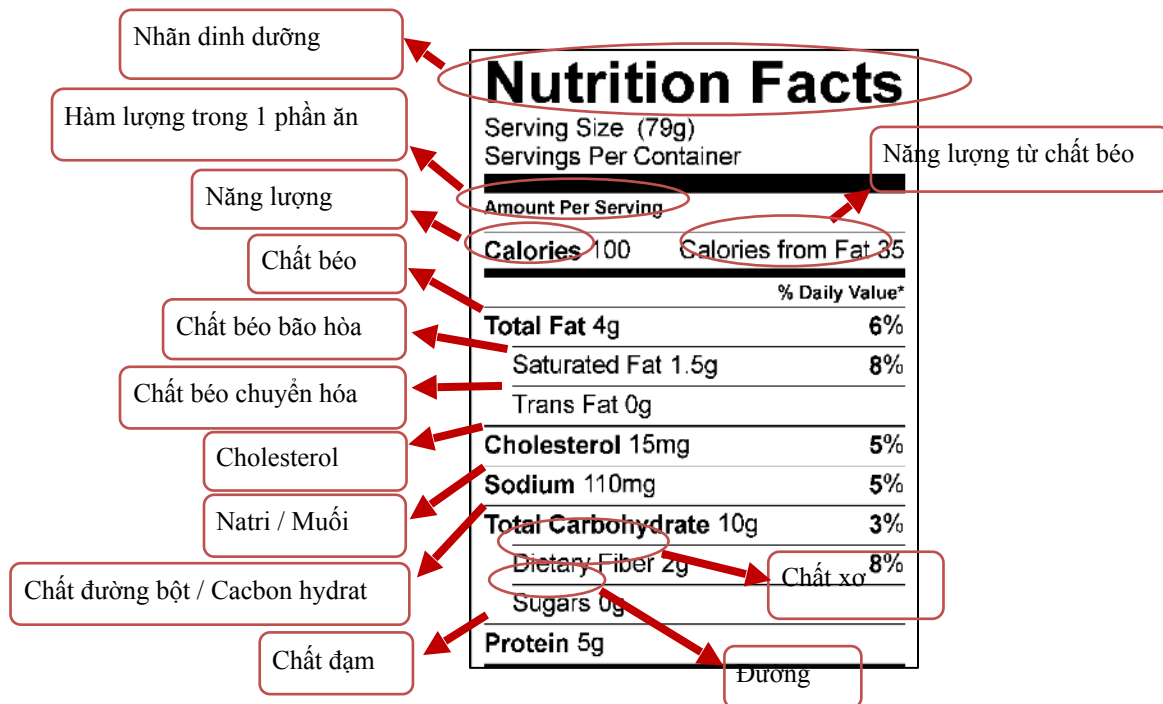 Nhãn dinh dưỡng
Hàm lượng trong 1 phần ăn
Năng lượng
Chất béo
Chất béo bão hòa
Chất béo chuyển hóa
Cholesterol
Natri / Muối
Chất đường bột / Cacbon hydrat
Chất đạm
Nutrition Facts
Serving Size (79g)
Servings Per Container
Amount Per Serving
Calories 100 Calories from Fat 35
% Daily Value*
Total Fat 4g 6%
Saturated Fat 1.5g 8%
Trans Fat 0g
Cholesterol 15mg 5%
Sodium 110mg 5%
Total Carbohydrate 10g 3%
Dietary Fiber 2g 8%
Sugars 0g
Protein 5g
Năng lượng từ chất béo
Chất xơ
Đường